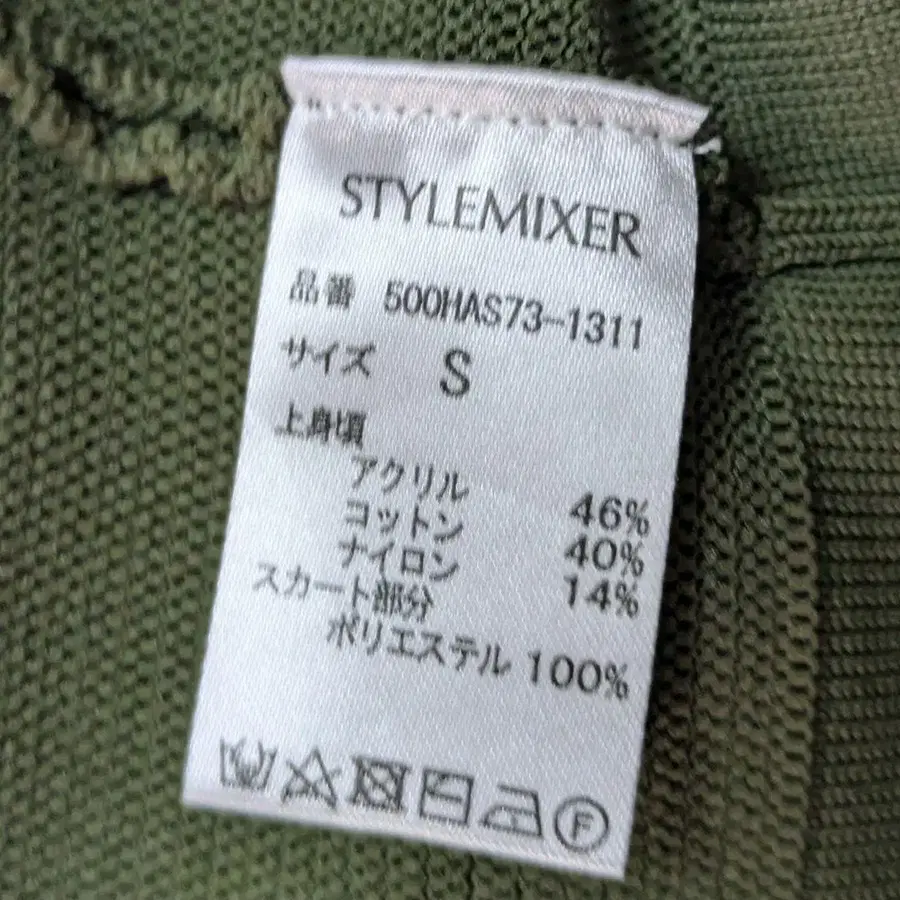 STYLEMIXER
品番 500HAS73-1311
サイズ S
上身頃
アクリル 46%
コットン 40%
ナイロン 14%
スカート部分
ポリエステル 100%
F